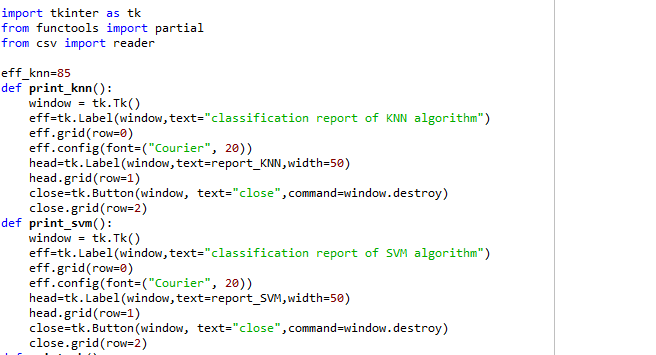 import tkinter as tk
from functools import partial
from csv import reader
eff_knn=85
def print_knn():
    window = tk.Tk()
    eff=tk.Label(window,text="classification report of KNN algorithm")
    eff.grid(row=0)
    eff.config(font=("Courier", 20))
    head=tk.Label(window,text=report_KNN,width=50)
    head.grid(row=1)
    close=tk.Button(window, text="close",command=window.destroy)
    close.grid(row=2)
def print_svm():
    window = tk.Tk()
    eff=tk.Label(window,text="classification report of SVM algorithm")
    eff.grid(row=0)
    eff.config(font=("Courier", 20))
    head=tk.Label(window,text=report_SVM,width=50)
    head.grid(row=1)
    close=tk.Button(window, text="close",command=window.destroy)
    close.grid(row=2)